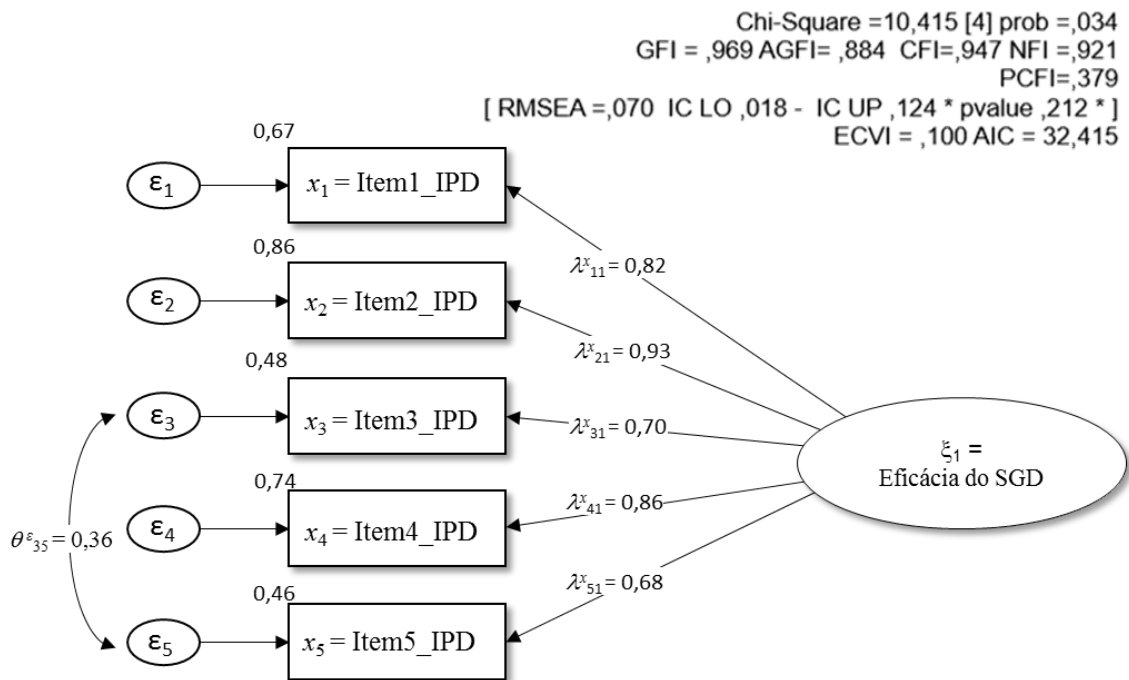 Chi-Square =10,415 [4] prob =,034
GFI = ,969 AGFI= ,884 CFI=,947 NFI =,921
PCFI=,379
[ RMSEA =,070 IC LO ,018 - IC UP ,124 * pvalue ,212 * ]
ECVI = ,100 AIC = 32,415
0,67
ε1
x1 = Item1_IPD
λx11= 0,82
0,86
ε2
x2 = Item2_IPD
λx21= 0,93
0,48
ε3
x3 = Item3_IPD
λx31= 0,70
ξ1 =
Eficácia do SGD
0,74
ε4
x4 = Item4_IPD
λx41= 0,86
θε35 = 0,36
0,46
ε5
x5 = Item5_IPD
λx51= 0,68